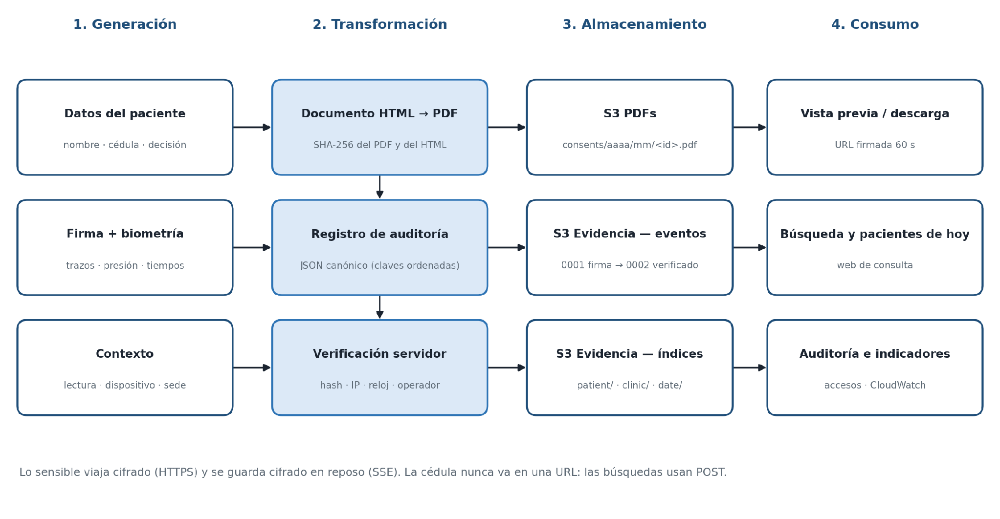 1. Generación
2. Transformación
3. Almacenamiento
4. Consumo
Datos del paciente
nombre · cédula · decisión
Documento HTML → PDF
SHA-256 del PDF y del HTML
S3 PDFs
consents/aaaa/mm/<id>.pdf
Vista previa / descarga
URL firmada 60 s
Firma + biometría
trazos · presión · tiempos
Registro de auditoría
JSON canónico (claves ordenadas)
S3 Evidencia — eventos
0001 firma → 0002 verificado
Búsqueda y pacientes de hoy
web de consulta
Contexto
lectura · dispositivo · sede
Verificación servidor
hash · IP · reloj · operador
S3 Evidencia — índices
patient/ · clinic/ · date/
Auditoría e indicadores
accesos · CloudWatch
Lo sensible viaja cifrado (HTTPS) y se guarda cifrado en reposo (SSE). La cédula nunca va en una URL: las búsquedas usan POST.